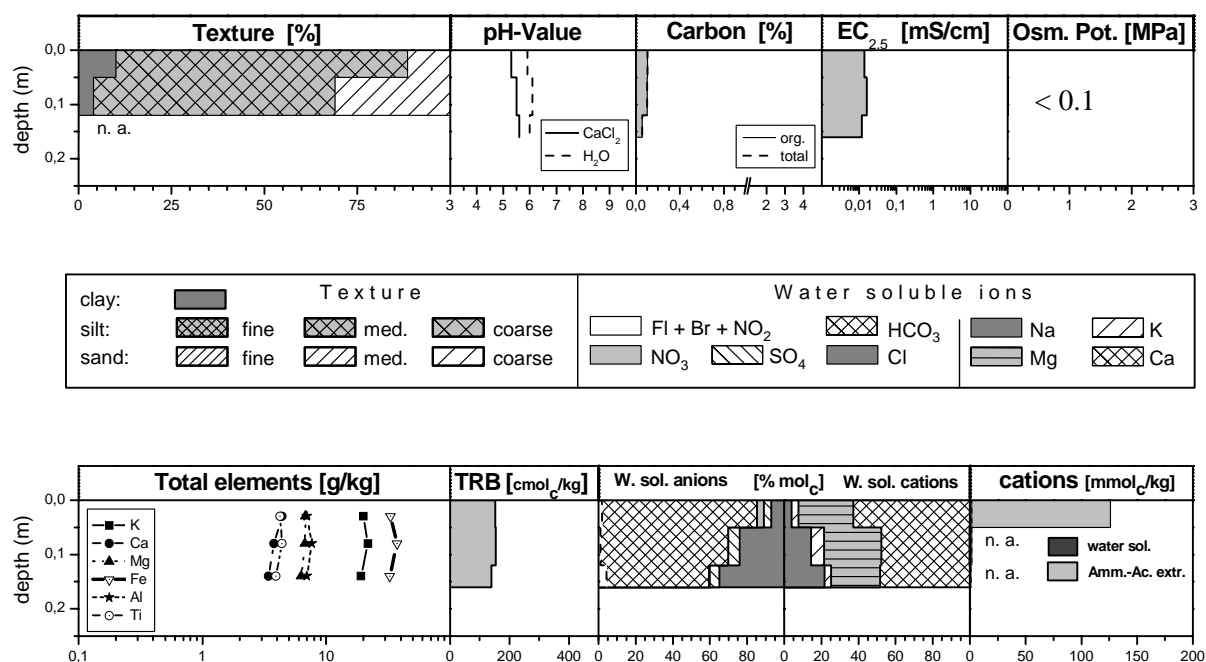 Texture [%] pH-Value Carbon [%] EC2.5 [mS/cm] Osm. Pot. [MPa]
depth (m)
0,0
0,1
0,2
n. a.
CaCl2
H2O
org.
total
< 0.1
0 25 50 75 3 4 5 6 7 8 9 0,0 0,4 0,8 2 3 4 0,01 0,1 1 10 0 1 2 3
Texture
clay:
silt: fine med. coarse
sand: fine med. coarse
Water soluble ions
Fl + Br + NO2 HCO3 Na K
NO3 SO4 Cl Mg Ca
Total elements [g/kg] TRB [cmolc/kg] W. sol. anions [% molc] W. sol. cations cations [mmolc/kg]
depth (m)
0,0
0,1
0,2
K
Ca
Mg
Fe
Al
Ti
n. a.
n. a.
water sol.
Amm.-Ac. extr.
0,1 1 10 0 200 400 0 20 40 60 80 0 20 40 60 80 0 50 100 150 200